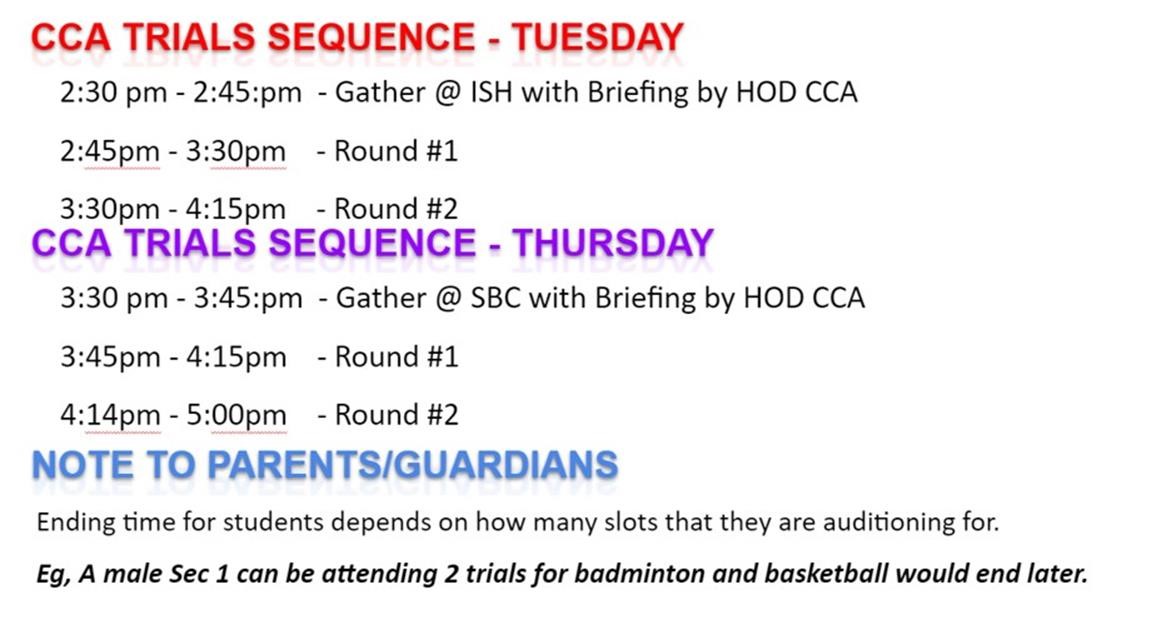 CCA TRIALS SEQUENCE - TUESDAY
2:30 pm - 2:45:pm - Gather @ ISH with Briefing by HOD CCA
2:45pm - 3:30pm - Round #1
3:30pm - 4:15pm - Round #2
CCA TRIALS SEQUENCE - THURSDAY
3:30 pm - 3:45:pm - Gather @ SBC with Briefing by HOD CCA
3:45pm - 4:15pm - Round #1
4:14pm - 5:00pm - Round #2
NOTE TO PARENTS/GUARDIANS
Ending time for students depends on how many slots that they are auditioning for.
Eg, A male Sec 1 can be attending 2 trials for badminton and basketball would end later.